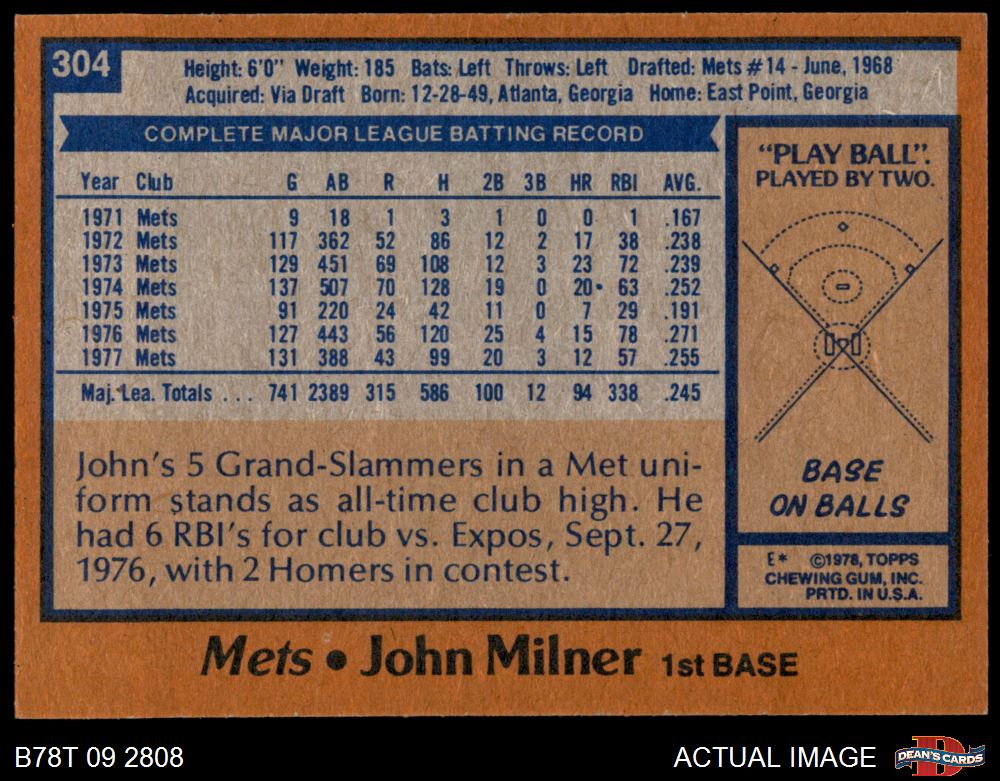 304
Height: 6'0" Weight: 185 Bats: Left Throws: Left Drafted: Mets #14 - June, 1968
Acquired: Via Draft Born: 12-28-49, Atlanta, Georgia Home: East Point, Georgia
COMPLETE MAJOR LEAGUE BATTING RECORD
Year Club G AB R H 2B 3B HR RBI AVG.
1971 Mets 9 18 1 3 1 0 0 1 .167
1972 Mets 117 362 52 86 12 2 17 38 .238
1973 Mets 129 451 69 108 12 3 23 72 .239
1974 Mets 137 507 70 128 19 0 20• 63 .252
1975 Mets 91 220 24 42 11 0 7 29 .191
1976 Mets 127 443 56 120 25 4 15 78 .271
1977 Mets 131 388 43 99 20 3 12 57 .255
Maj. Lea. Totals . . . 741 2389 315 586 100 12 94 338 .245
John's 5 Grand-Slammers in a Met uni-
form stands as all-time club high. He
had 6 RBI's for club vs. Expos, Sept. 27,
1976, with 2 Homers in contest.
"PLAY BALL".
PLAYED BY TWO.
BASE
ON BALLS
E* ©1978, TOPPS
CHEWING GUM, INC.
PRTD. IN U.S.A.
Mets • John Milner 1st BASE
B78T 09 2808
ACTUAL IMAGE
D
DEAN'S CARDS